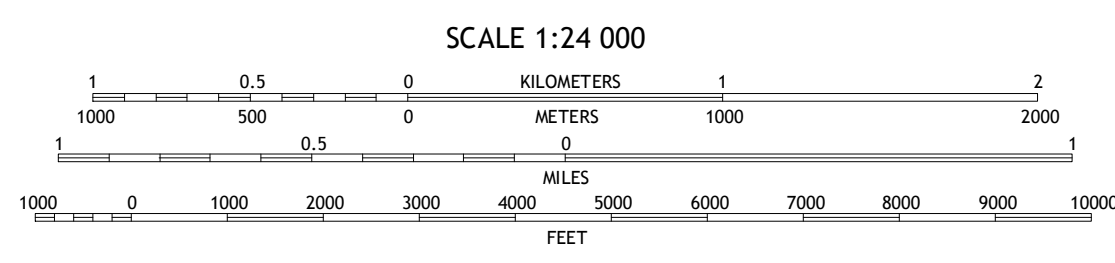 SCALE 1:24 000
1 0.5 0 KILOMETERS 1 2
1000 500 0 METERS 1000 2000
1 0.5 0 1
MILES
1000 0 1000 2000 3000 4000 5000 6000 7000 8000 9000 10000
FEET